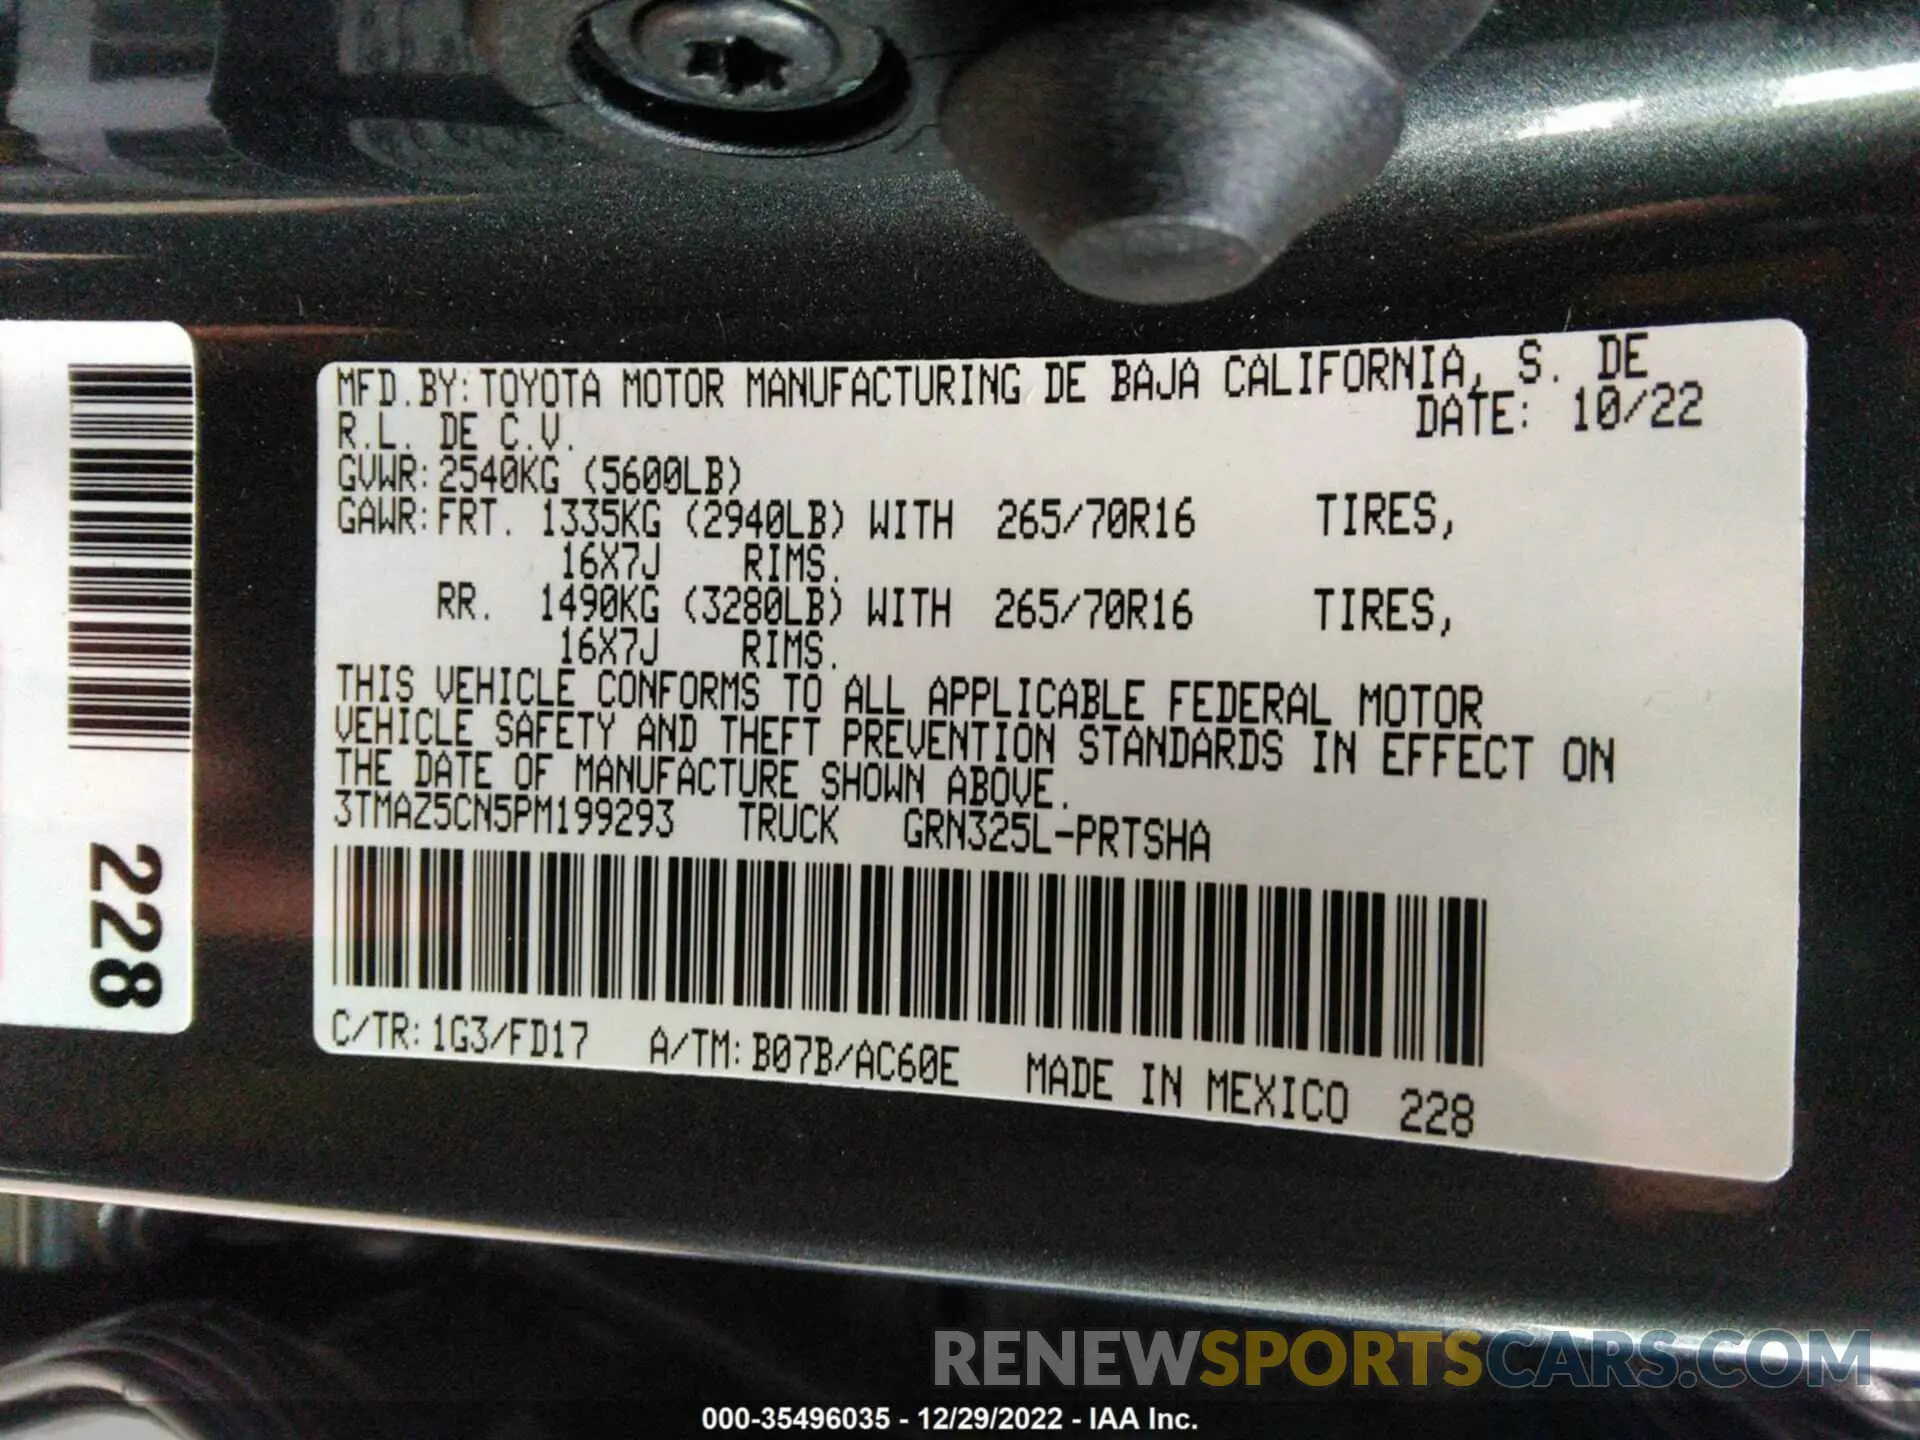 MFD.BY:TOYOTA MOTOR MANUFACTURING DE BAJA CALIFORNIA, S. DE
R.L. DE C.V. DATE: 10/22
GVWR:2540KG (5600LB)
GAWR:FRT. 1335KG (2940LB) WITH 265/70R16 TIRES,
16X7J RIMS.
RR. 1490KG (3280LB) WITH 265/70R16 TIRES,
16X7J RIMS.
THIS VEHICLE CONFORMS TO ALL APPLICABLE FEDERAL MOTOR
VEHICLE SAFETY AND THEFT PREVENTION STANDARDS IN EFFECT ON
THE DATE OF MANUFACTURE SHOWN ABOVE.
3TMAZ5CN5PM199293 TRUCK GRN325L-PRTSHA
C/TR:1G3/FD17 A/TM:B07B/AC60E MADE IN MEXICO 228
228
RENEWSPORTSCARS.COM
000-35496035 - 12/29/2022 - IAA Inc.